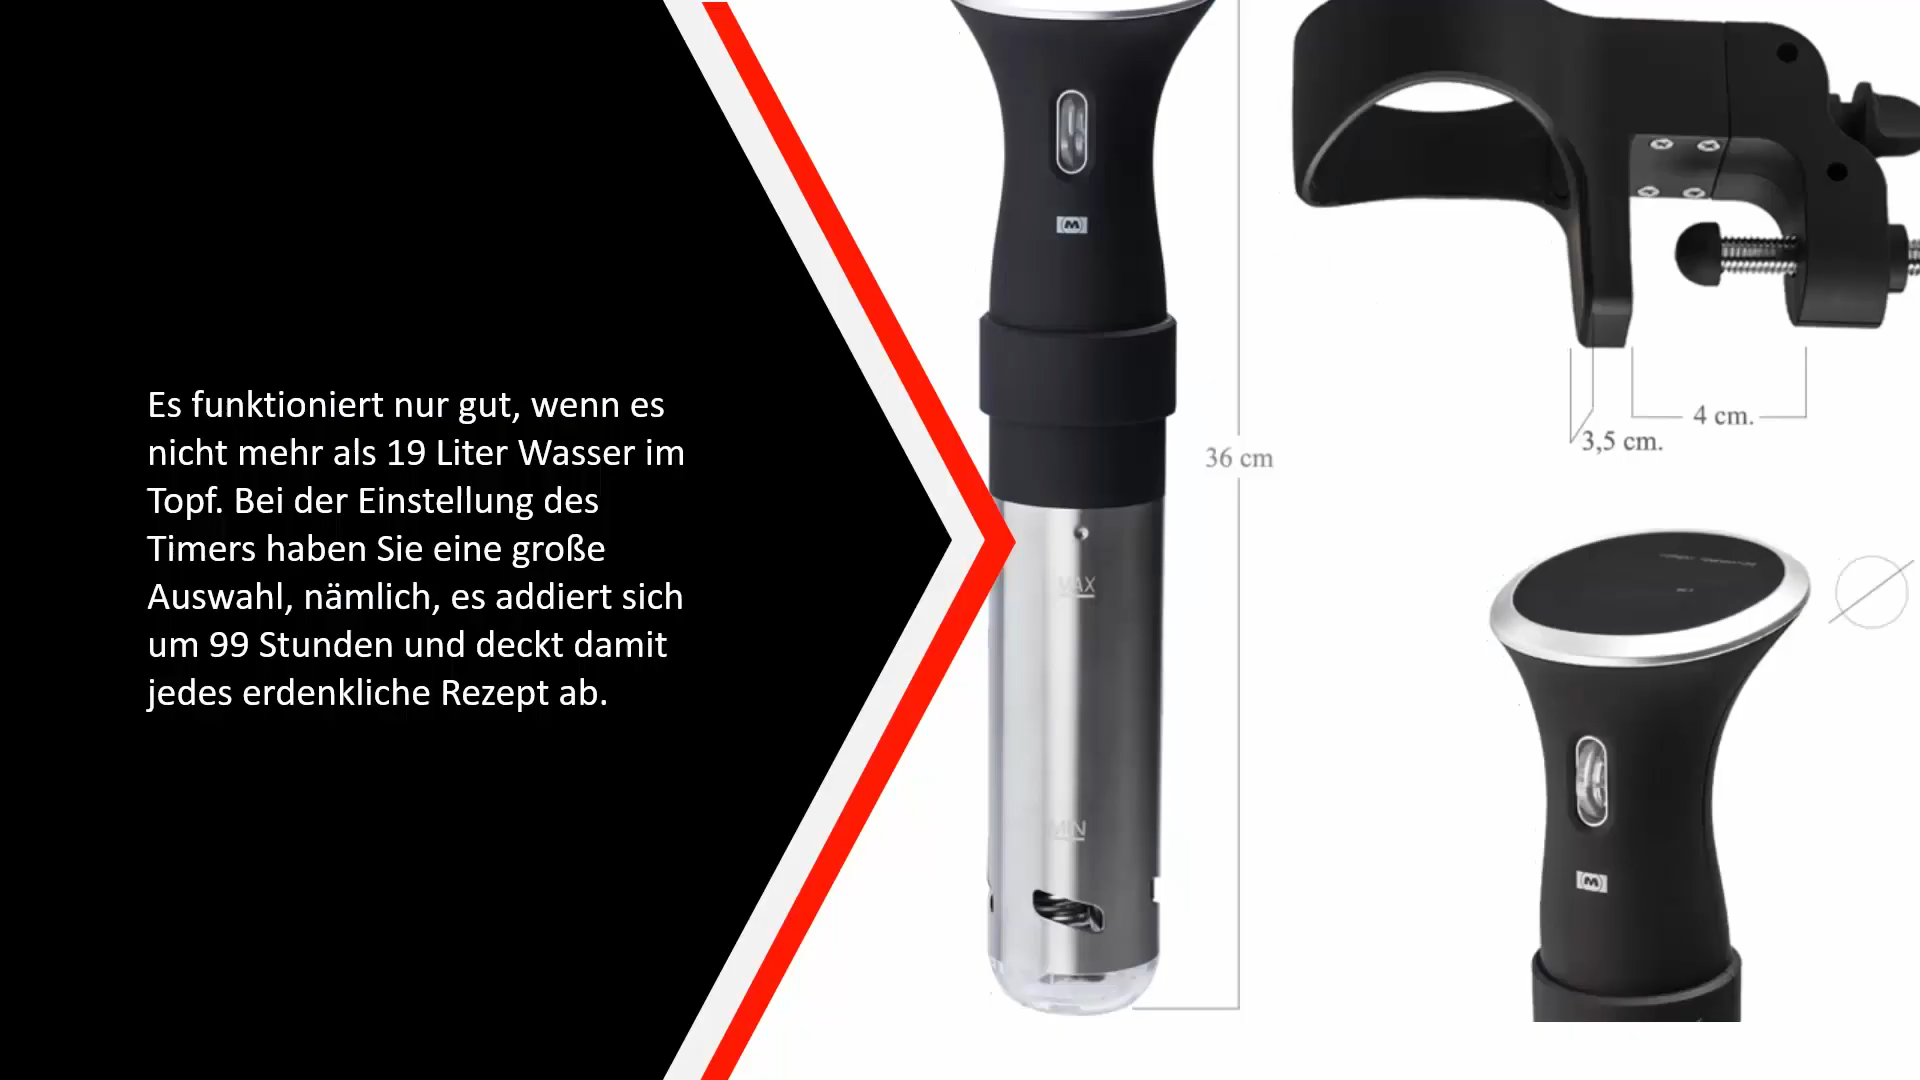 Es funktioniert nur gut, wenn es
nicht mehr als 19 Liter Wasser im
Topf. Bei der Einstellung des
Timers haben Sie eine große
Auswahl, nämlich, es addiert sich
um 99 Stunden und deckt damit
jedes erdenkliche Rezept ab.
36 cm
MAX
MIN
M
4 cm.
3,5 cm.
M